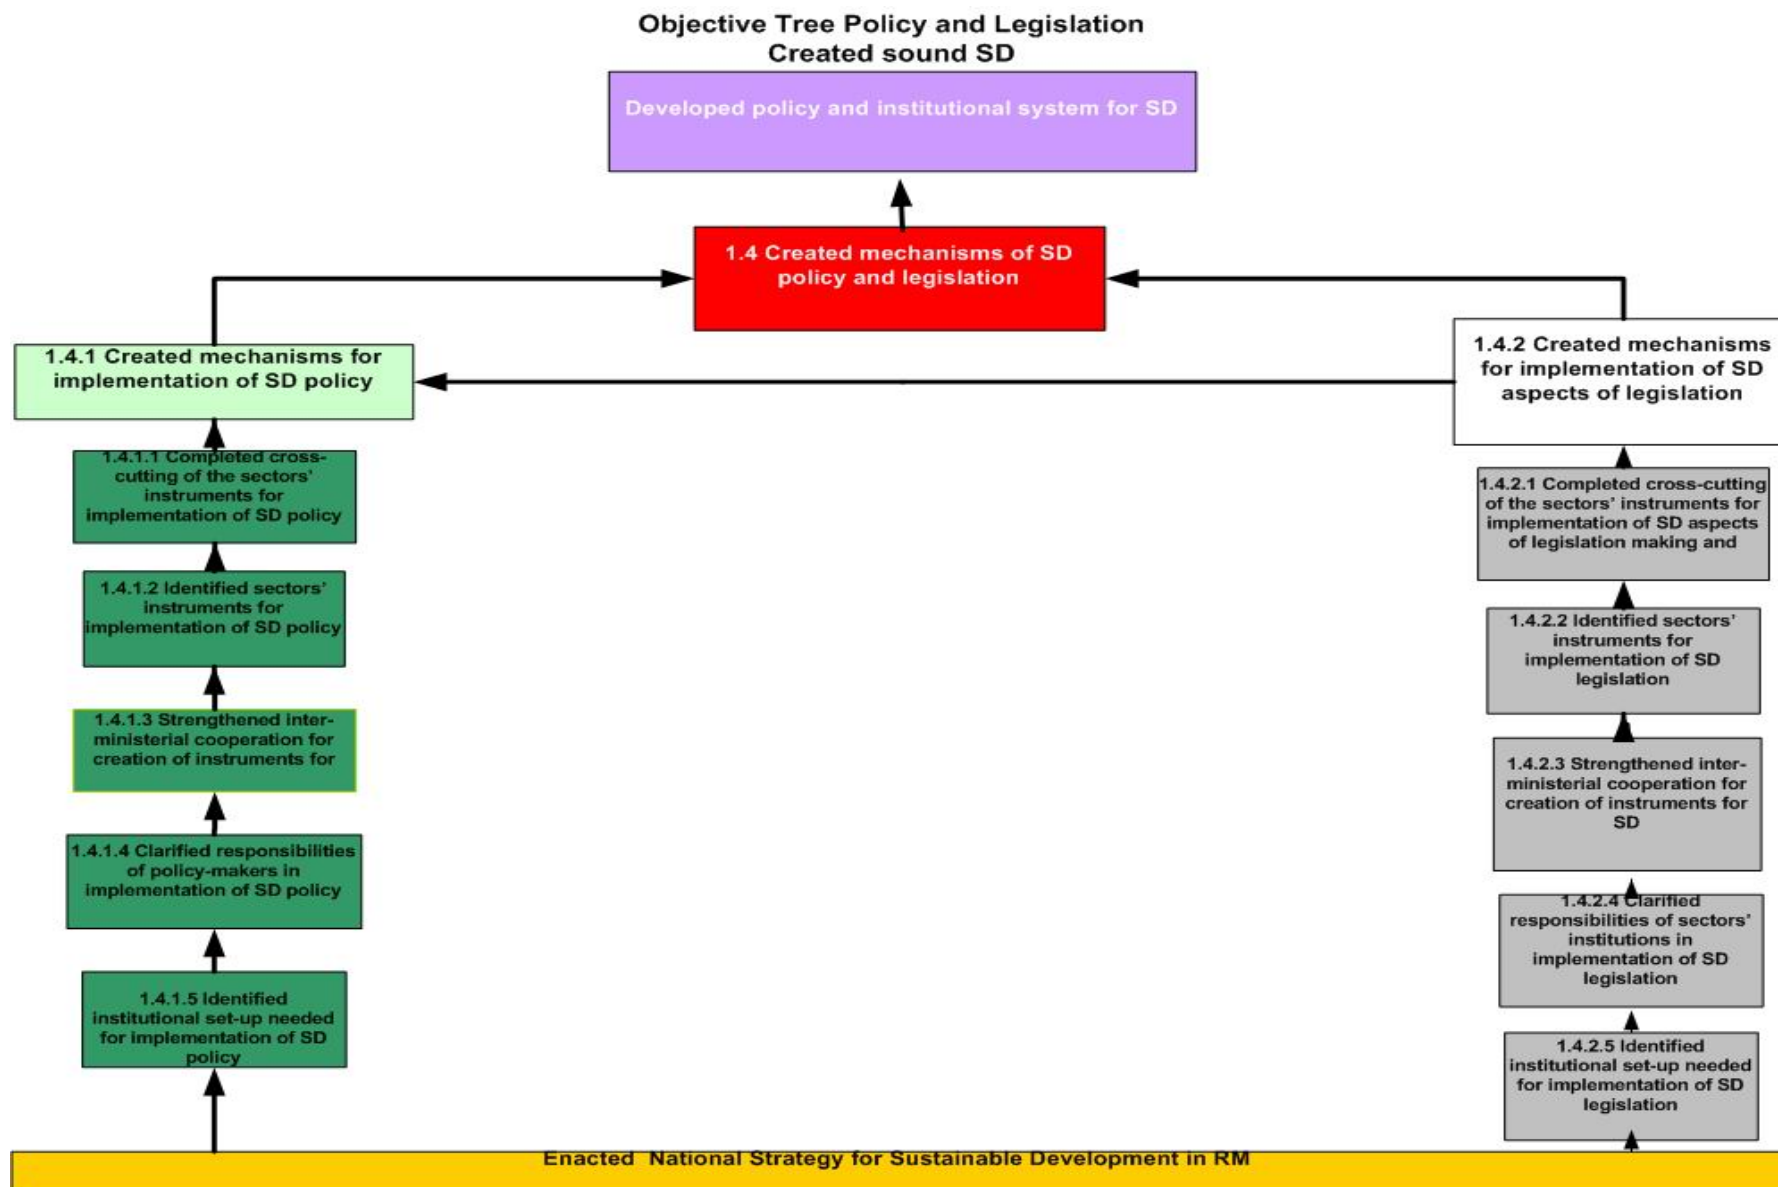 Objective Tree Policy and Legislation
Created sound SD
Developed policy and institutional system for SD
1.4 Created mechanisms of SD
policy and legislation
1.4.1 Created mechanisms for
implementation of SD policy
1.4.2 Created mechanisms
for implementation of SD
aspects of legislation
1.4.1.1 Completed cross-
cutting of the sectors'
instruments for
implementation of SD policy
1.4.1.2 Identified sectors'
instruments for
implementation of SD policy
1.4.1.3 Strengthened inter-
ministerial cooperation for
creation of instruments for
1.4.1.4 Clarified responsibilities
of policy-makers in
implementation of SD policy
1.4.1.5 Identified
institutional set-up needed
for implementation of SD
policy
1.4.2.1 Completed cross-cutting
of the sectors' instruments for
implementation of SD aspects
of legislation making and
1.4.2.2 Identified sectors'
instruments for
implementation of SD
legislation
1.4.2.3 Strengthened inter-
ministerial cooperation for
creation of instruments for
SD
1.4.2.4 Clarified
responsibilities of sectors'
institutions in
implementation of SD
legislation
1.4.2.5 Identified
institutional set-up needed
for implementation of SD
legislation
Enacted National Strategy for Sustainable Development in RM